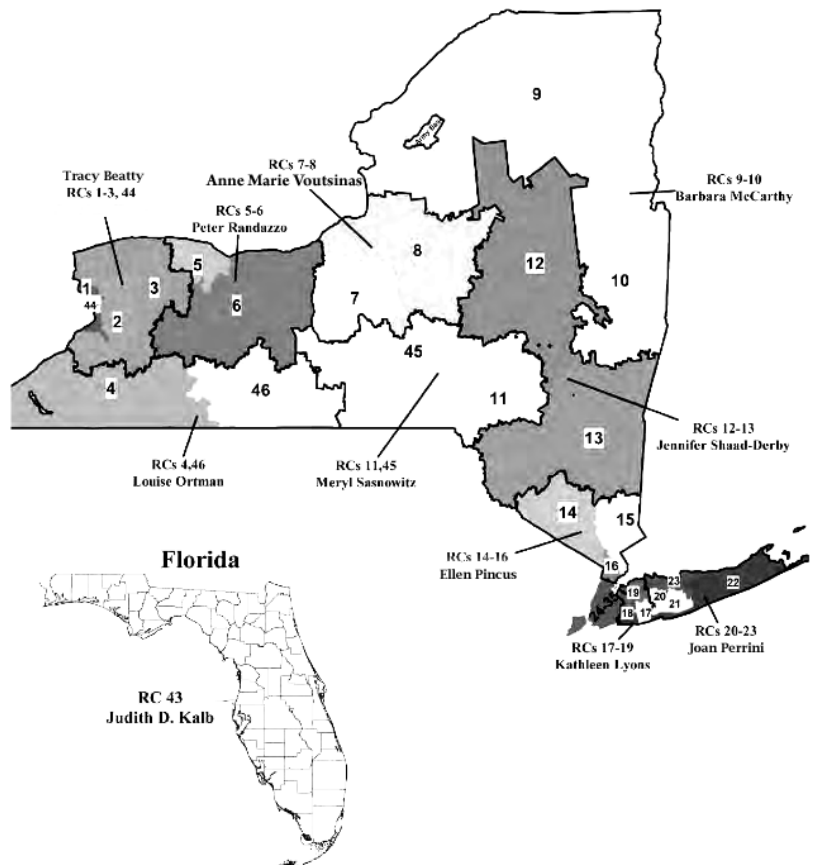 9
Army Base
RCs 7-8
Anne Marie Voutsinas
Tracy Beatty
RCs 1-3, 44
RCs 9-10
Barbara McCarthy
RCs 5-6
Peter Randazzo
5
8
12
1
3
44
6
10
2
7
45
4
46
11
RCs 12-13
Jennifer Shaad-Derby
13
RCs 4,46
Louise Ortman
RCs 11,45
Meryl Sasnowitz
14
15
RCs 14-16
Ellen Pincus
16
23
22
19
20
21
18
17
RCs 20-23
Joan Perrini
RCs 17-19
Kathleen Lyons
Florida
RC 43
Judith D. Kalb